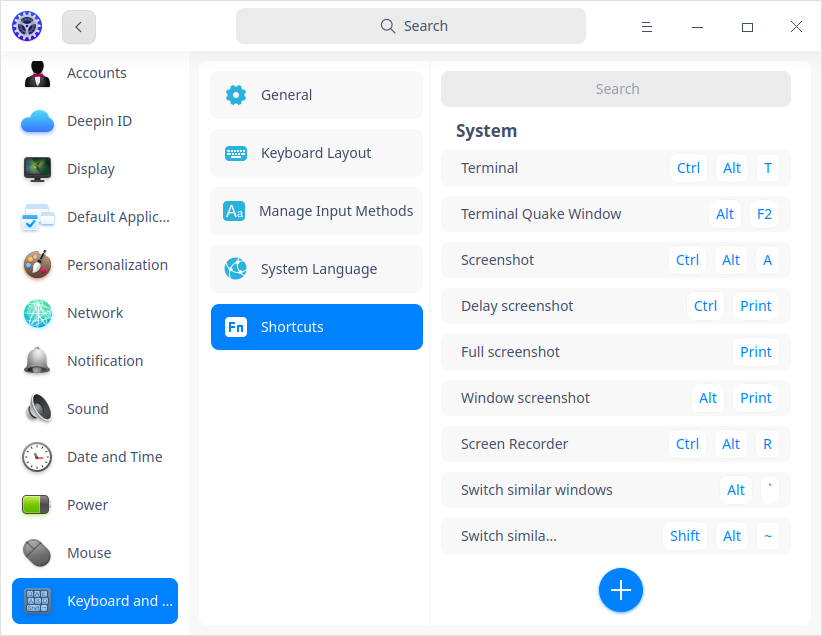 Search
Accounts
Deepin ID
Display
Default Applic...
Personalization
Network
Notification
Sound
Date and Time
Power
Mouse
Keyboard and ...
General
Keyboard Layout
Aa Manage Input Methods
System Language
Fn Shortcuts
Search
System
Terminal Ctrl Alt T
Terminal Quake Window Alt F2
Screenshot Ctrl Alt A
Delay screenshot Ctrl Print
Full screenshot Print
Window screenshot Alt Print
Screen Recorder Ctrl Alt R
Switch similar windows Alt `
Switch simila... Shift Alt ~